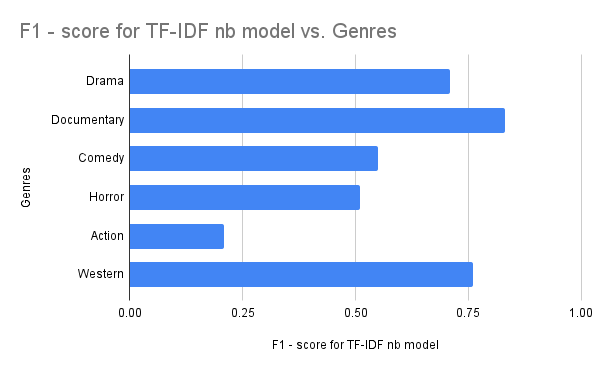 F1 - score for TF-IDF nb model vs. Genres
Drama
Documentary
Comedy
Horror
Action
Western
Genres
0.00 0.25 0.50 0.75 1.00
F1 - score for TF-IDF nb model